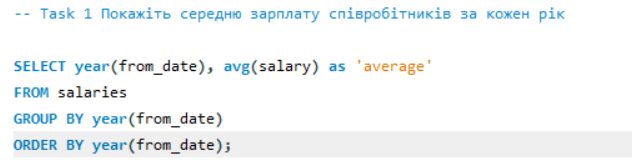 -- Task 1 Покажіть середню зарплату співробітників за кожен рік
SELECT year(from_date), avg(salary) as 'average'
FROM salaries
GROUP BY year(from_date)
ORDER BY year(from_date);